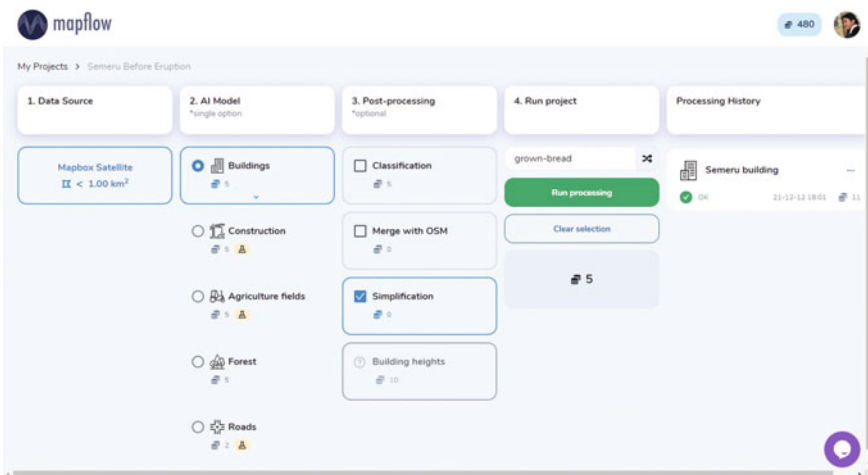 mapflow
480
My Projects > Semeru Before Eruption
1. Data Source
Mapbox Satellite
< 1.00 km²
2. AI Model
*single option
Buildings
5
Construction
5
Agriculture fields
5
Forest
5
Roads
2
3. Post-processing
*optional
Classification
5
Merge with OSM
0
Simplification
0
Building heights
10
4. Run project
grown-bread
Run processing
Clear selection
5
Processing History
Semeru building
...
OK 21-12-12 18:01 11